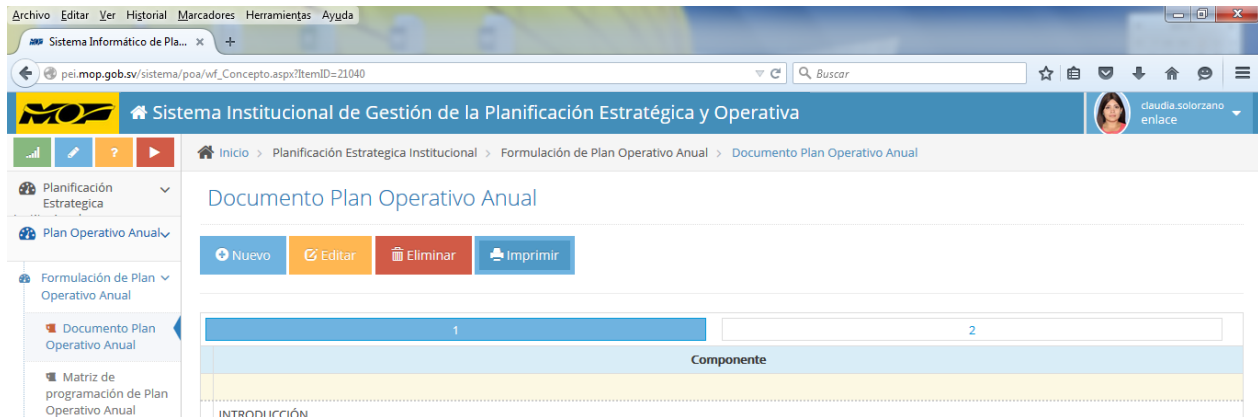 Archivo Editar Ver Historial Marcadores Herramientas Ayuda
MOP Sistema Informático de Pla... × +
pei.mop.gob.sv/sistema/poa/wf_Concepto.aspx?ItemID=21040
Buscar
MOP
Sistema Institucional de Gestión de la Planificación Estratégica y Operativa
claudia.solorzano
enlace
?
Inicio > Planificación Estrategica Institucional > Formulación de Plan Operativo Anual > Documento Plan Operativo Anual
Planificación
Estrategica
Plan Operativo Anual
Formulación de Plan
Operativo Anual
Documento Plan
Operativo Anual
Matriz de
programación de Plan
Operativo Anual
Documento Plan Operativo Anual
Nuevo Editar Eliminar Imprimir
1 2
Componente
INTRODUCCIÓN